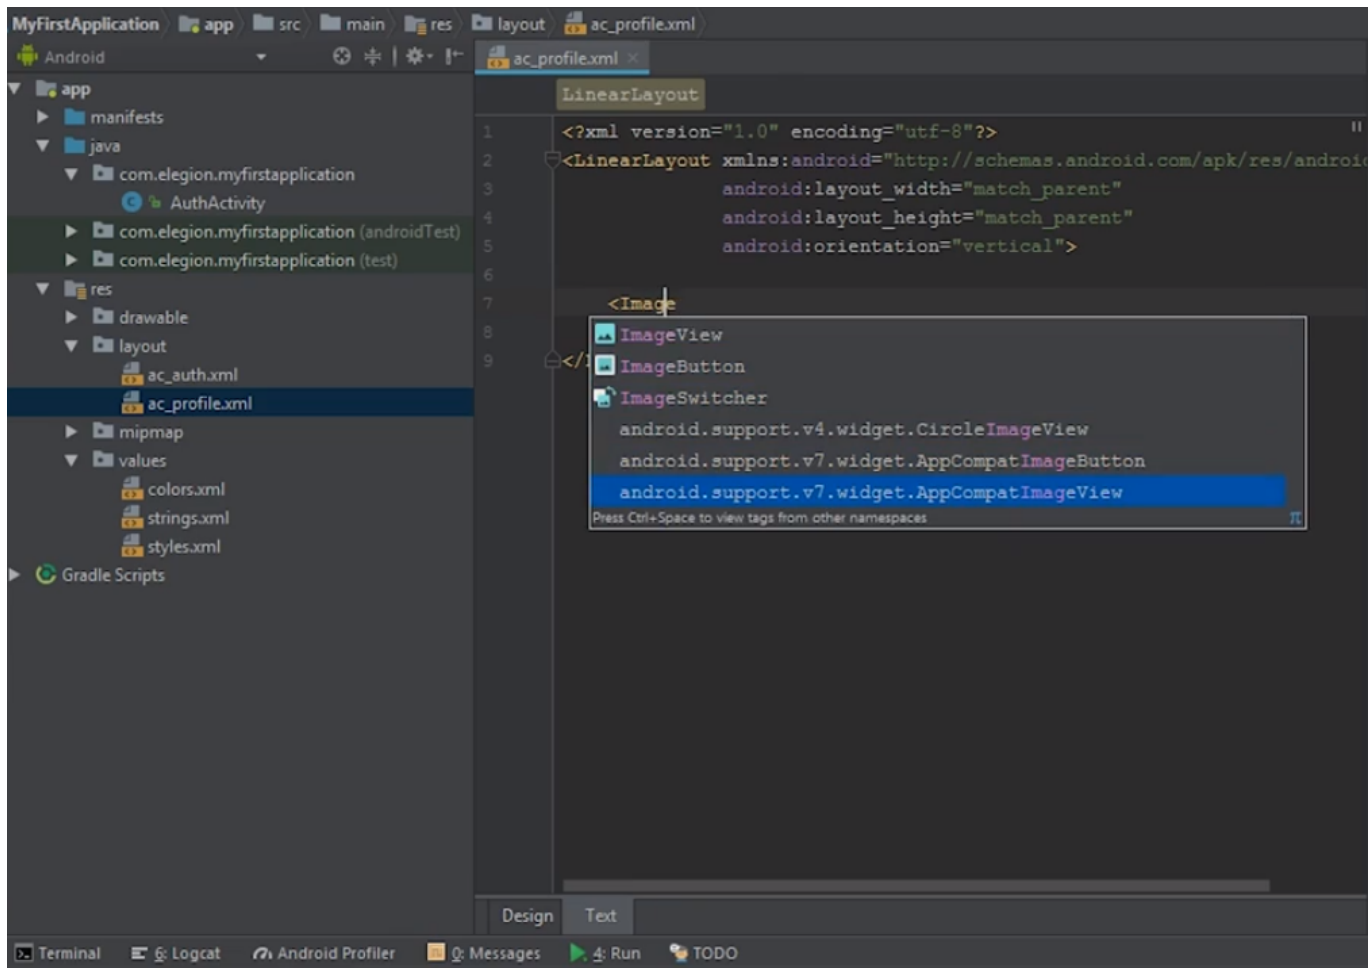 MyFirstApplication app src main res layout ac_profile.xml
Android
ac_profile.xml
app
manifests
java
com.elegion.myfirstapplication
AuthActivity
com.elegion.myfirstapplication (androidTest)
com.elegion.myfirstapplication (test)
res
drawable
layout
ac_auth.xml
ac_profile.xml
mipmap
values
colors.xml
strings.xml
styles.xml
Gradle Scripts
LinearLayout
1 <?xml version="1.0" encoding="utf-8"?>
2 <LinearLayout xmlns:android="http://schemas.android.com/apk/res/android
3 android:layout_width="match_parent"
4 android:layout_height="match_parent"
5 android:orientation="vertical">
6
7 <Image
8
9 </
ImageView
ImageButton
ImageSwitcher
android.support.v4.widget.CircleImageView
android.support.v7.widget.AppCompatImageButton
android.support.v7.widget.AppCompatImageView
Press Ctrl+Space to view tags from other namespaces π
Design Text
Terminal 6: Logcat Android Profiler 0: Messages 4: Run TODO